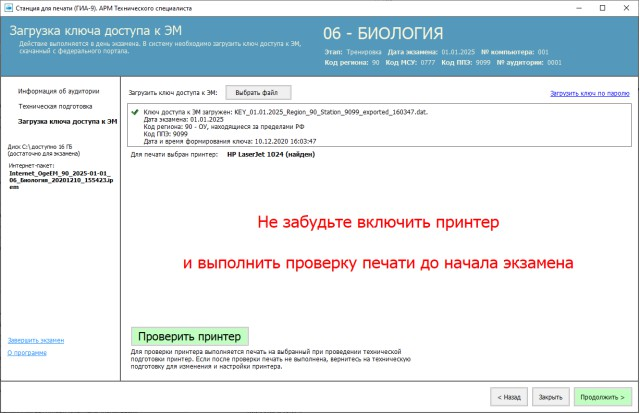 Станция для печати (ГИА-9). АРМ Технического специалиста
Загрузка ключа доступа к ЭМ
Действие выполняется в день экзамена. В систему необходимо загрузить ключ доступа к ЭМ,
скачанный с федерального портала.
06 - БИОЛОГИЯ
Этап: Тренировка Дата экзамена: 01.01.2025 № компьютера: 001
Код региона: 90 Код МСУ: 0777 Код ППЭ: 9099 № аудитории: 0001
Информация об аудитории
Техническая подготовка
Загрузка ключа доступа к ЭМ
Диск C:\доступно 16 ГБ
(достаточно для экзамена)
Интернет-пакет:
Internet_OgeEM_90_2025-01-01_
06_Биология_20201210_155423.ip
em
Завершить экзамен
О программе
Загрузить ключ доступа к ЭМ:
Выбрать файл
Загрузить ключ по паролю
Ключ доступа к ЭМ загружен: KEY_01.01.2025_Region_90_Station_9099_exported_160347.dat.
Дата экзамена: 01.01.2025
Код региона: 90 - ОУ, находящиеся за пределами РФ
Код ППЭ: 9099
Дата и время формирования ключа: 10.12.2020 16:03:47
Для печати выбран принтер: HP LaserJet 1024 (найден)
Не забудьте включить принтер
и выполнить проверку печати до начала экзамена
Проверить принтер
Для проверки принтера выполняется печать на выбранный при проведении технической
подготовки принтер. Если после проверки печати не выполнена, вернитесь на техническую
подготовку для изменения и настройки принтера.
< Назад
Закрыть
Продолжить >